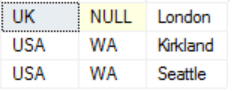 UK NULL London
USA WA Kirkland
USA WA Seattle